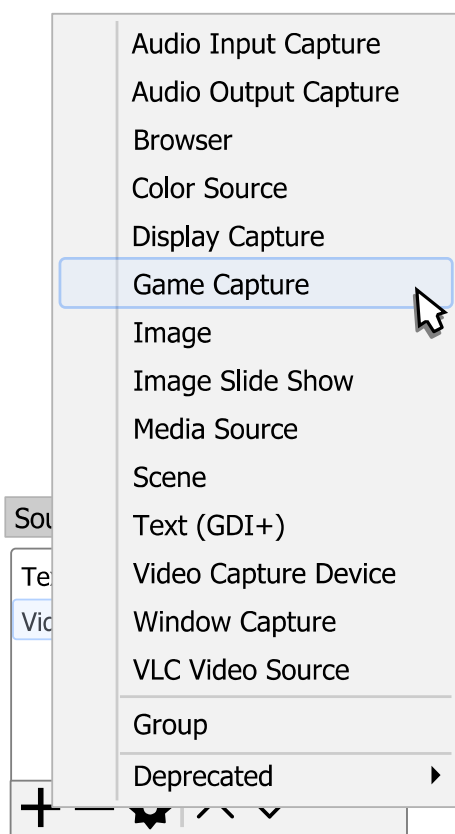 Audio Input Capture
Audio Output Capture
Browser
Color Source
Display Capture
Game Capture
Image
Image Slide Show
Media Source
Scene
Text (GDI+)
Video Capture Device
Window Capture
VLC Video Source
Group
Deprecated